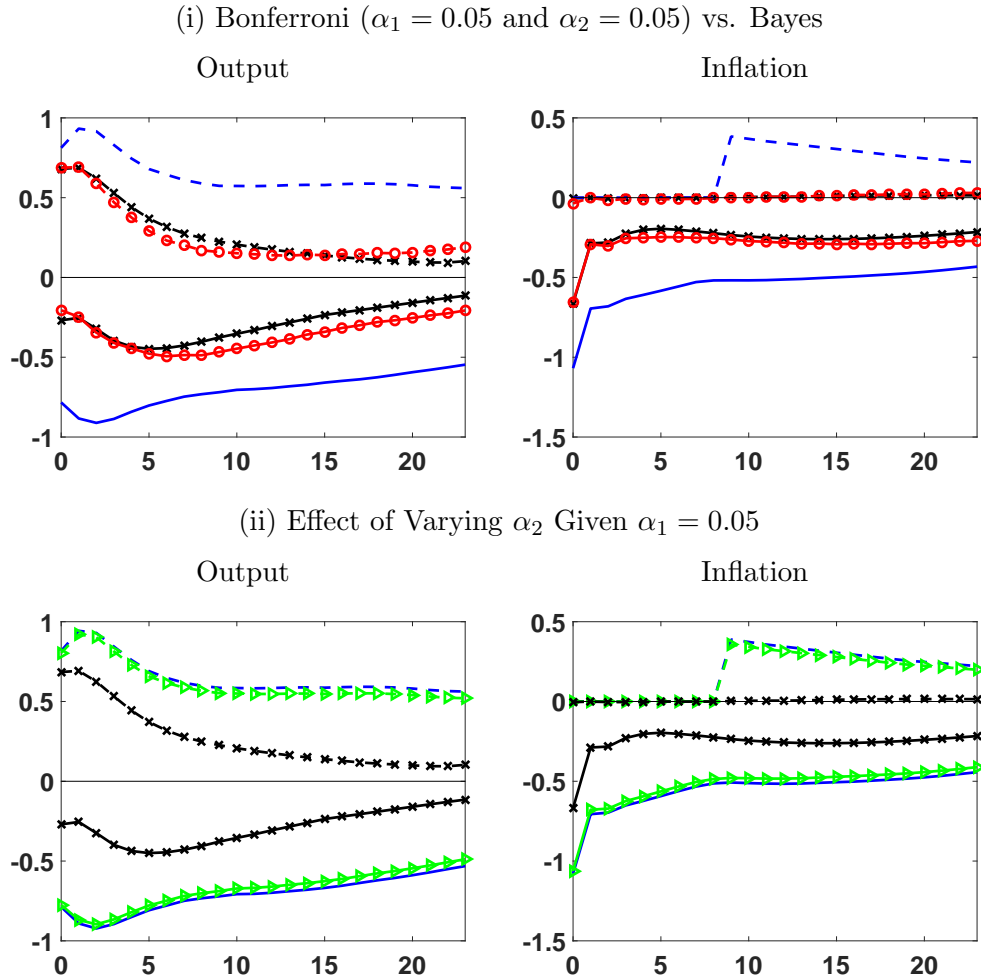 (i) Bonferroni (α₁ = 0.05 and α₂ = 0.05) vs. Bayes
Output
Inflation
1
0.5
0
-0.5
-1
0 5 10 15 20
0.5
0
-0.5
-1
-1.5
0 5 10 15 20
(ii) Effect of Varying α₂ Given α₁ = 0.05
Output
Inflation
1
0.5
0
-0.5
-1
0 5 10 15 20
0.5
0
-0.5
-1
-1.5
0 5 10 15 20